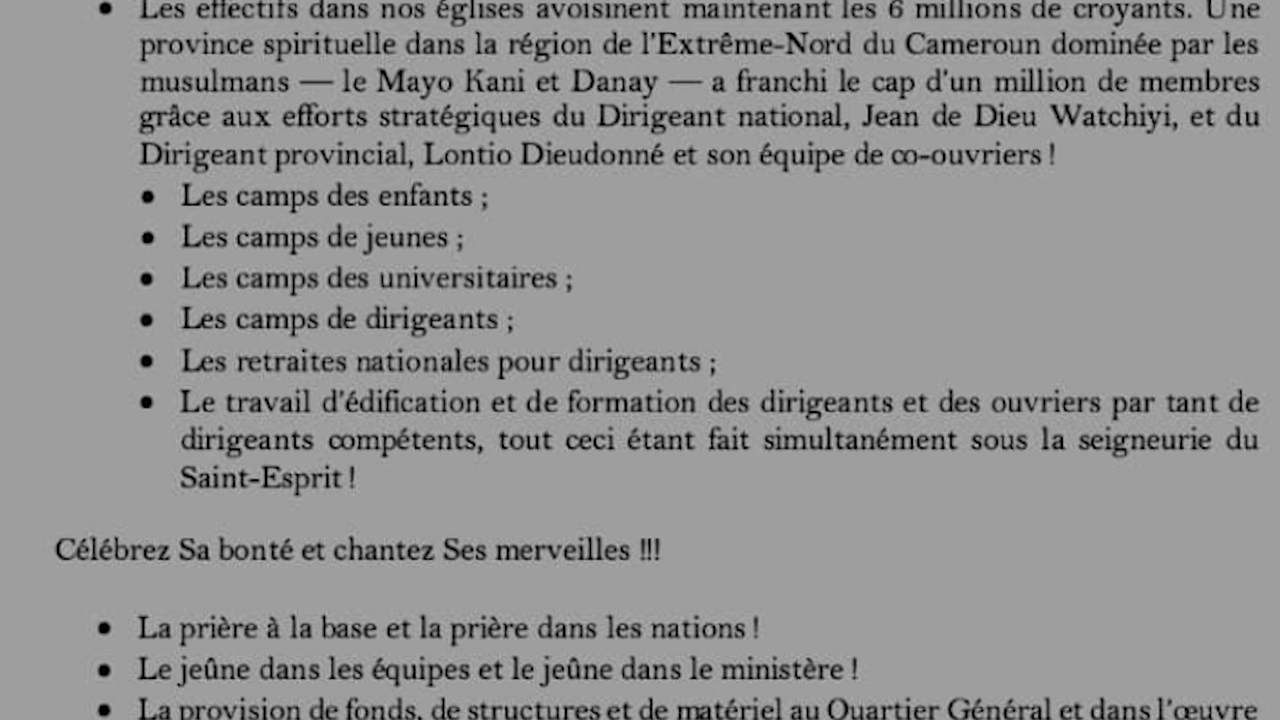 • Les effectifs dans nos églises avoisinent maintenant les 6 millions de croyants. Une
province spirituelle dans la région de l'Extrême-Nord du Cameroun dominée par les
musulmans — le Mayo Kani et Danay — a franchi le cap d'un million de membres
grâce aux efforts stratégiques du Dirigeant national, Jean de Dieu Watchiyi, et du
Dirigeant provincial, Lontio Dieudonné et son équipe de co-ouvriers !
• Les camps des enfants ;
• Les camps de jeunes ;
• Les camps des universitaires ;
• Les camps de dirigeants ;
• Les retraites nationales pour dirigeants ;
• Le travail d'édification et de formation des dirigeants et des ouvriers par tant de
dirigeants compétents, tout ceci étant fait simultanément sous la seigneurie du
Saint-Esprit !
Célébrez Sa bonté et chantez Ses merveilles !!!
• La prière à la base et la prière dans les nations !
• Le jeûne dans les équipes et le jeûne dans le ministère !
• La provision de fonds, de structures et de matériel au Quartier Général et dans l'œuvre